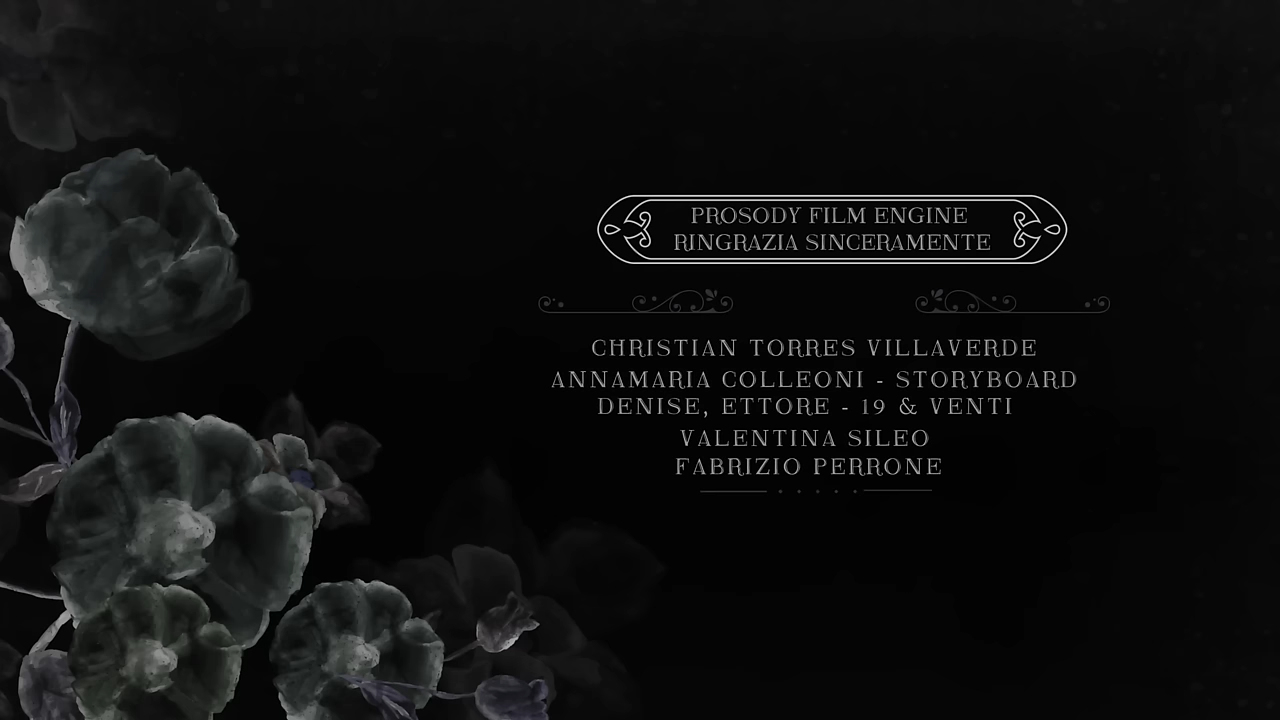 PROSODY FILM ENGINE
RINGRAZIA SINCERAMENTE
CHRISTIAN TORRES VILLAVERDE
ANNAMARIA COLLEONI - STORYBOARD
DENISE, ETTORE - 19 & VENTI
VALENTINA SILEO
FABRIZIO PERRONE